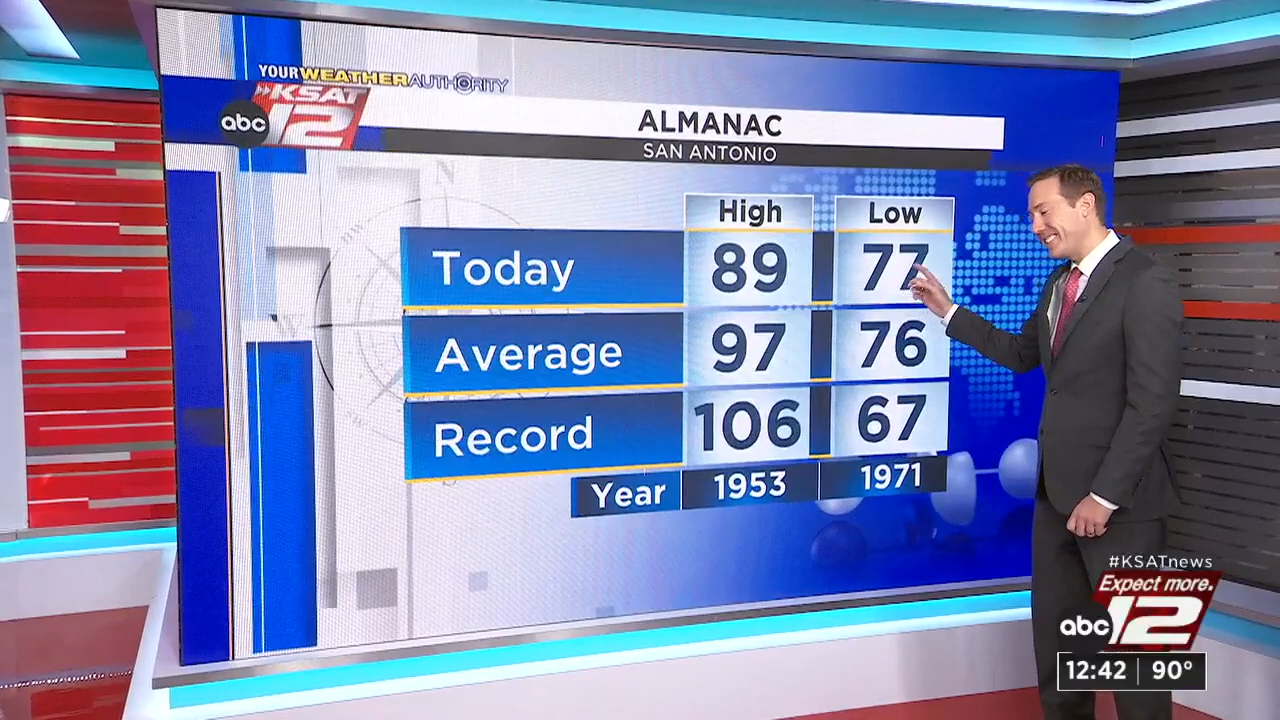 YOUR WEATHER AUTHORITY
KSAT
abc 12
ALMANAC
SAN ANTONIO
High Low
Today 89 77
Average 97 76
Record 106 67
Year 1953 1971
N
#KSATnews
Expect more.
abc 12
12:42 90°